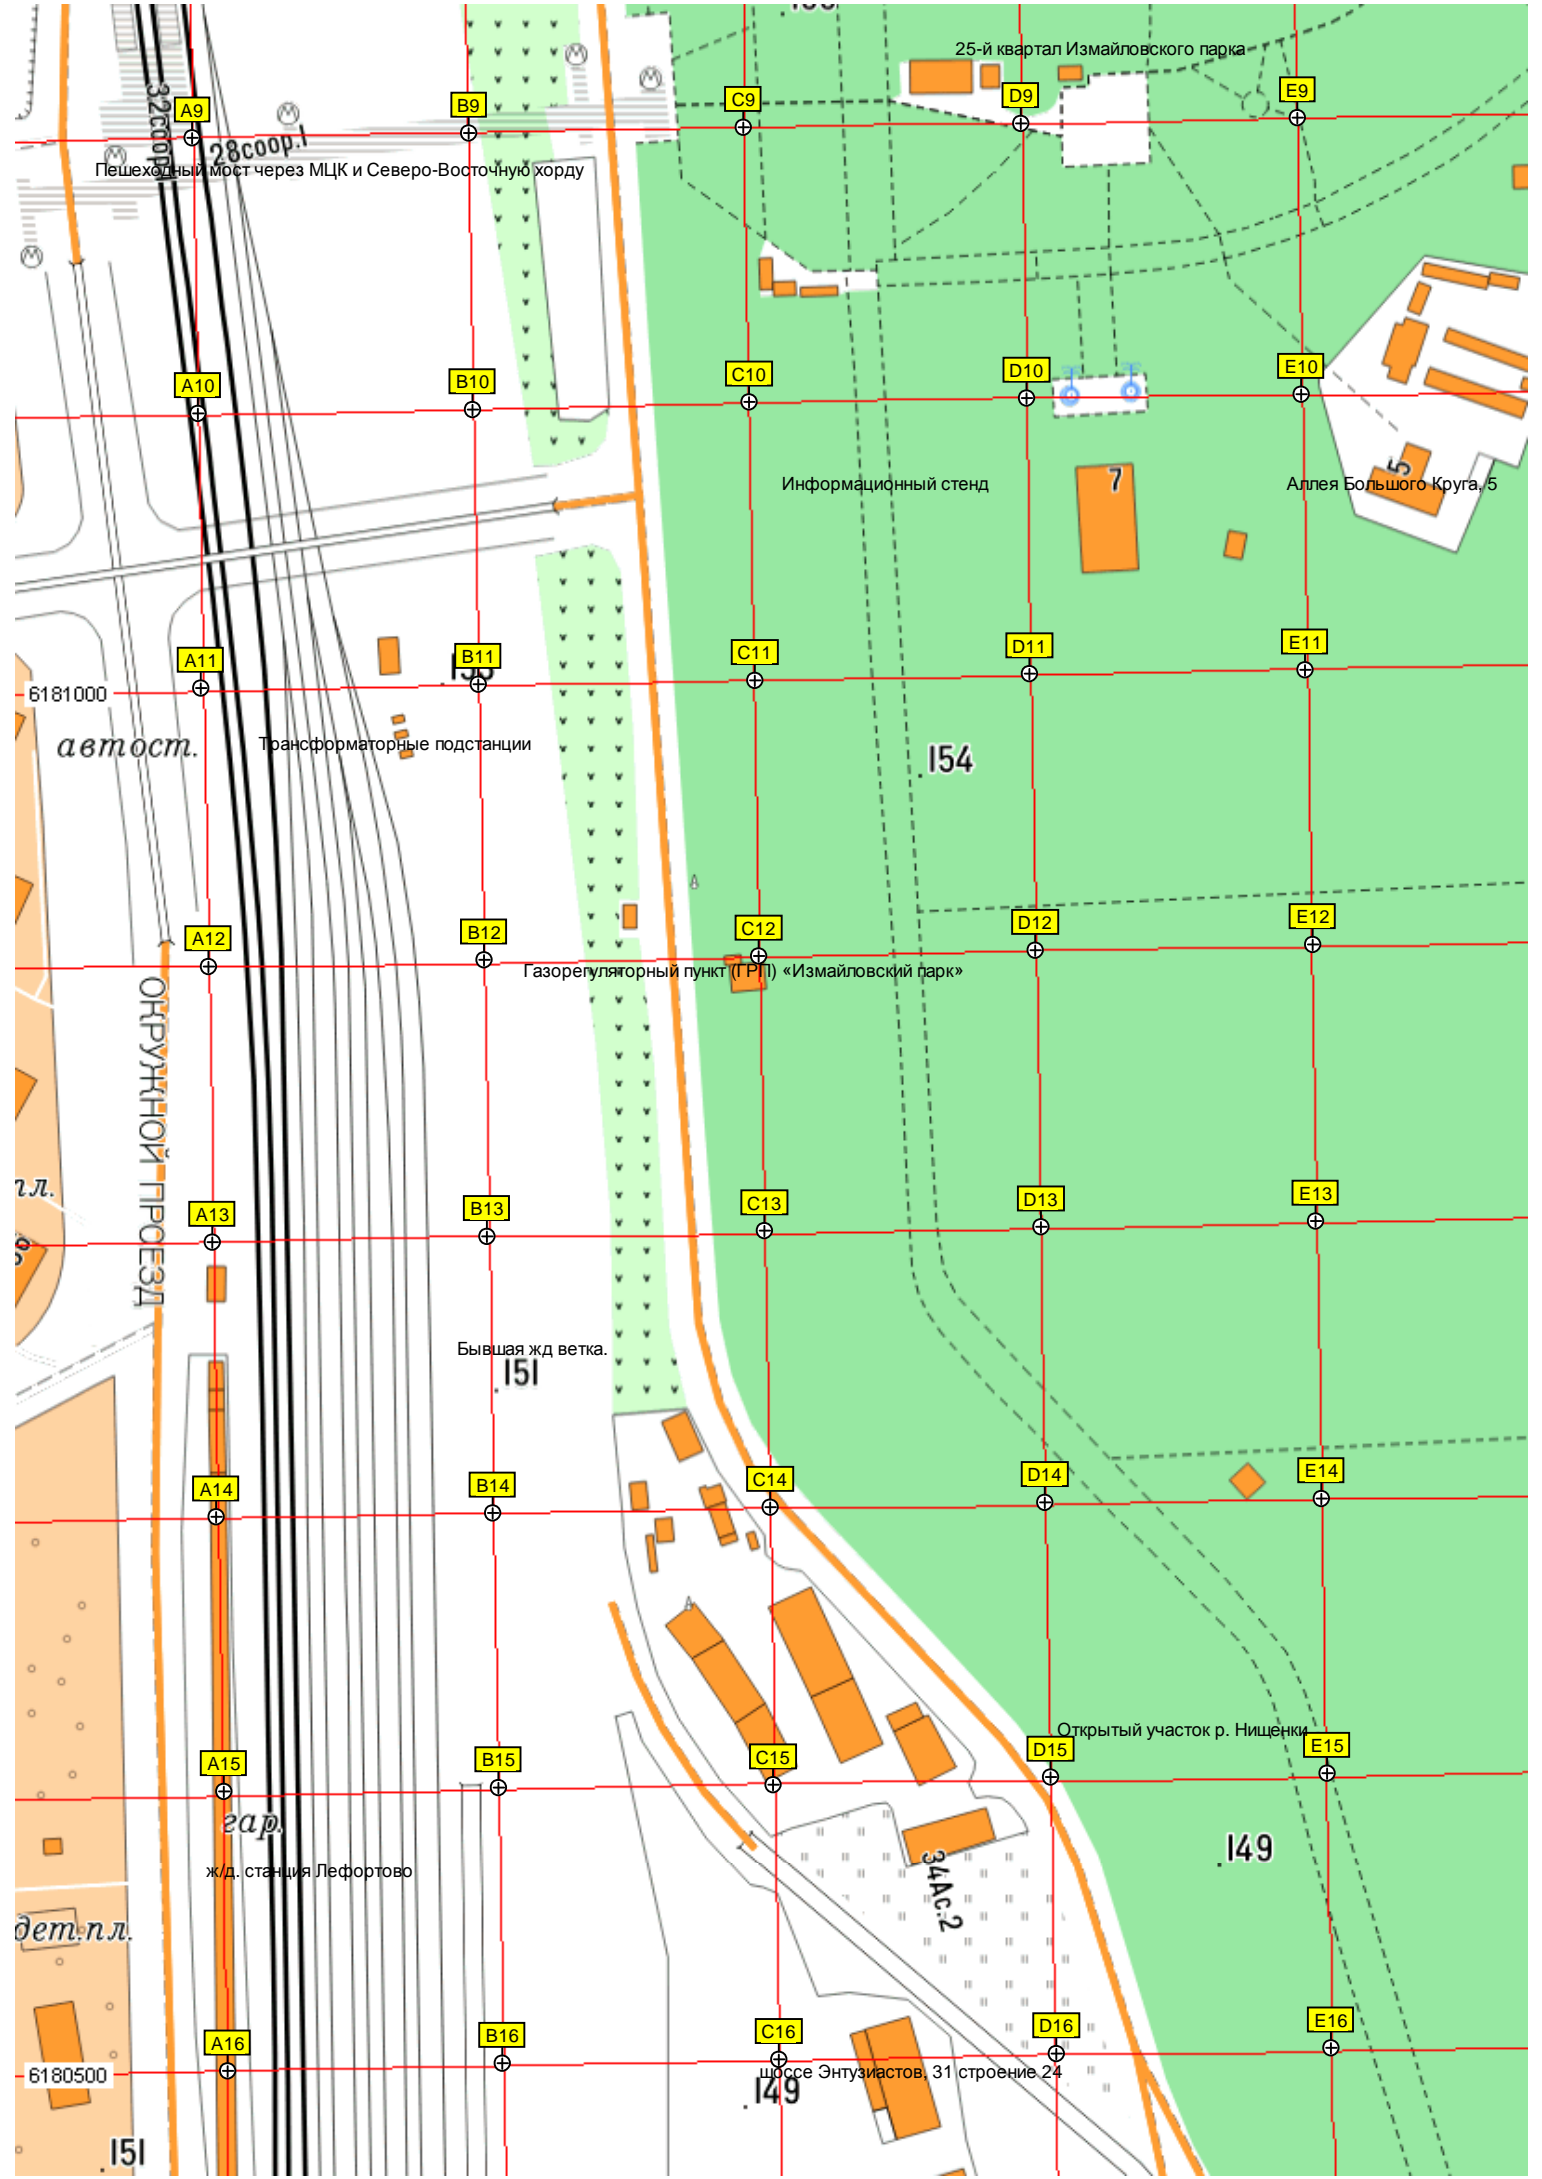 25-й квартал Измайловского парка
A9
B9
C9
D9
E9
32соор.1
28соор.1
Пешеходный мост через МЦК и Северо-Восточную хорду
A10
B10
C10
D10
E10
7
5
Информационный стенд
Аллея Большого Круга, 5
A11
B11
C11
D11
E11
6181000
автост.
Трансформаторные подстанции
154
A12
B12
C12
D12
E12
Газорегуляторный пункт (ГРП) «Измайловский парк»
ОКРУЖНОЙ ПРОЕЗД
пл.
A13
B13
C13
D13
E13
Бывшая жд ветка.
151
A14
B14
C14
D14
E14
Открытый участок р. Нищенки
A15
B15
C15
D15
E15
гар.
149
ж/д. станция Лефортово
34Ас.2
дет.пл.
A16
B16
C16
D16
E16
6180500
шоссе Энтузиастов, 31 строение 24
149
151